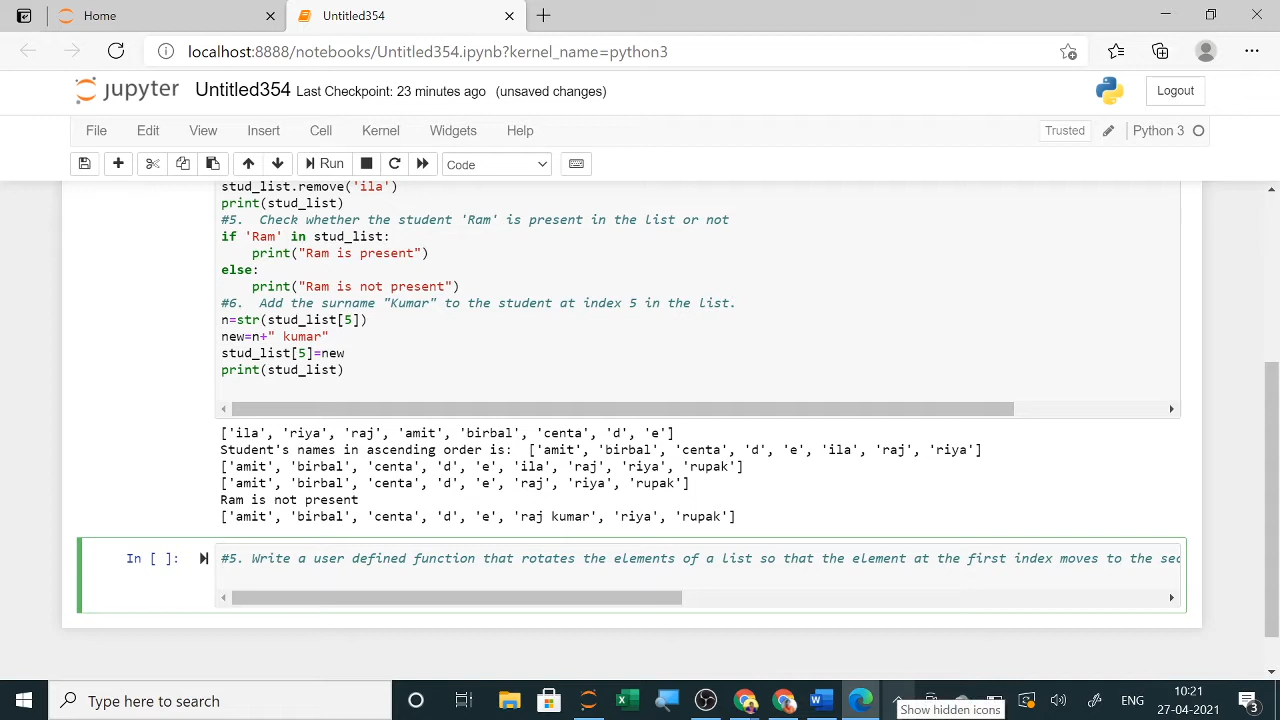 Home
Untitled354
localhost:8888/notebooks/Untitled354.ipynb?kernel_name=python3
jupyter Untitled354 Last Checkpoint: 23 minutes ago (unsaved changes)
Logout
File Edit View Insert Cell Kernel Widgets Help
Trusted Python 3
Run Code
stud_list.remove('ila')
print(stud_list)
#5. Check whether the student 'Ram' is present in the list or not
if 'Ram' in stud_list:
print("Ram is present")
else:
print("Ram is not present")
#6. Add the surname "Kumar" to the student at index 5 in the list.
n=str(stud_list[5])
new=n+" kumar"
stud_list[5]=new
print(stud_list)
['ila', 'riya', 'raj', 'amit', 'birbal', 'centa', 'd', 'e']
Student's names in ascending order is: ['amit', 'birbal', 'centa', 'd', 'e', 'ila', 'raj', 'riya']
['amit', 'birbal', 'centa', 'd', 'e', 'ila', 'raj', 'riya', 'rupak']
['amit', 'birbal', 'centa', 'd', 'e', 'raj', 'riya', 'rupak']
Ram is not present
['amit', 'birbal', 'centa', 'd', 'e', 'raj kumar', 'riya', 'rupak']
In [ ]: #5. Write a user defined function that rotates the elements of a list so that the element at the first index moves to the sec
Type here to search
ENG
10:21
27-04-2021
3
Show hidden icons